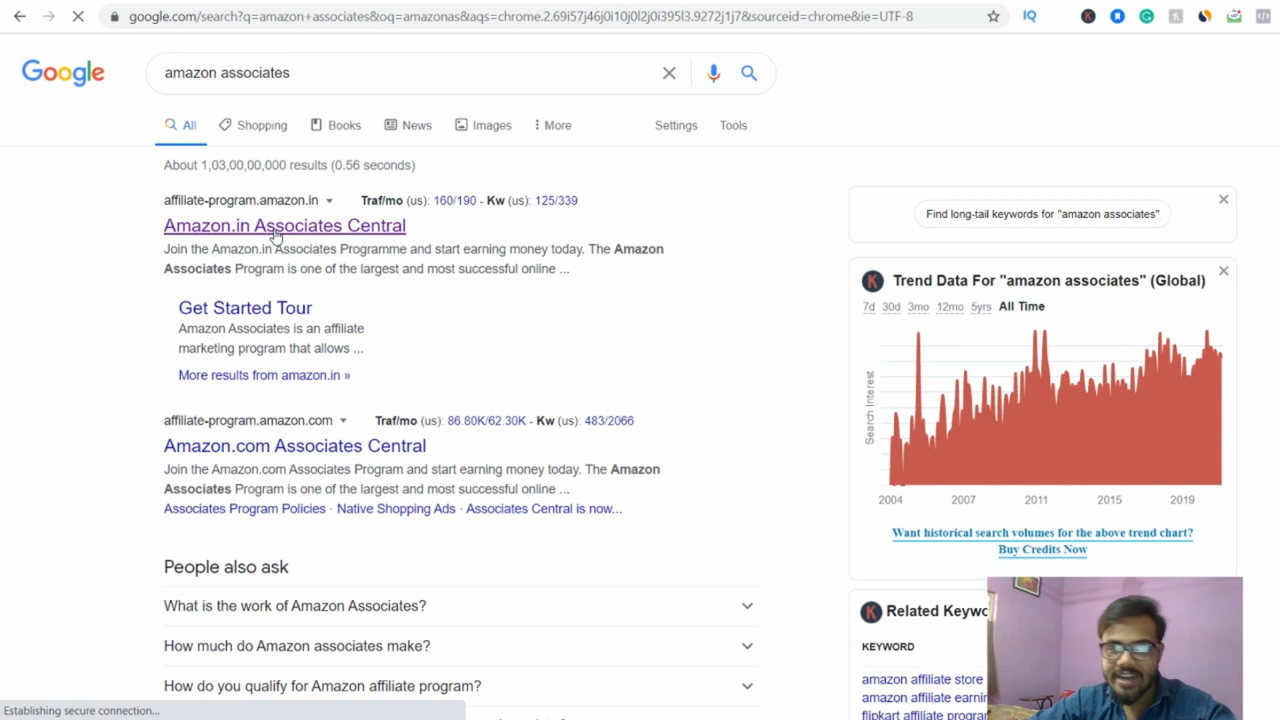 google.com/search?q=amazon+associates&oq=amazonas&aqs=chrome.2.69i57j46j0i10j0l2j0i395l3.9272j1j7&sourceid=chrome&ie=UTF-8
IQ
Google
amazon associates
All
Shopping
Books
News
Images
More
Settings
Tools
About 1,03,00,00,000 results (0.56 seconds)
affiliate-program.amazon.in
Traf/mo (us): 160/190 - Kw (us): 125/339
Amazon.in Associates Central
Join the Amazon.in Associates Programme and start earning money today. The Amazon
Associates Program is one of the largest and most successful online ...
Get Started Tour
Amazon Associates is an affiliate
marketing program that allows ...
More results from amazon.in »
affiliate-program.amazon.com
Traf/mo (us): 86.80K/62.30K - Kw (us): 483/2066
Amazon.com Associates Central
Join the Amazon.com Associates Program and start earning money today. The Amazon
Associates Program is one of the largest and most successful online ...
Associates Program Policies · Native Shopping Ads · Associates Central is now...
People also ask
What is the work of Amazon Associates?
How much do Amazon associates make?
How do you qualify for Amazon affiliate program?
Establishing secure connection...
Find long-tail keywords for "amazon associates"
K
Trend Data For "amazon associates" (Global)
7d 30d 3mo 12mo 5yrs All Time
Search Interest
2004 2007 2011 2015 2019
Want historical search volumes for the above trend chart?
Buy Credits Now
K
Related Keywo
KEYWORD
amazon affiliate store
amazon affiliate earnin
flipkart affiliate progran